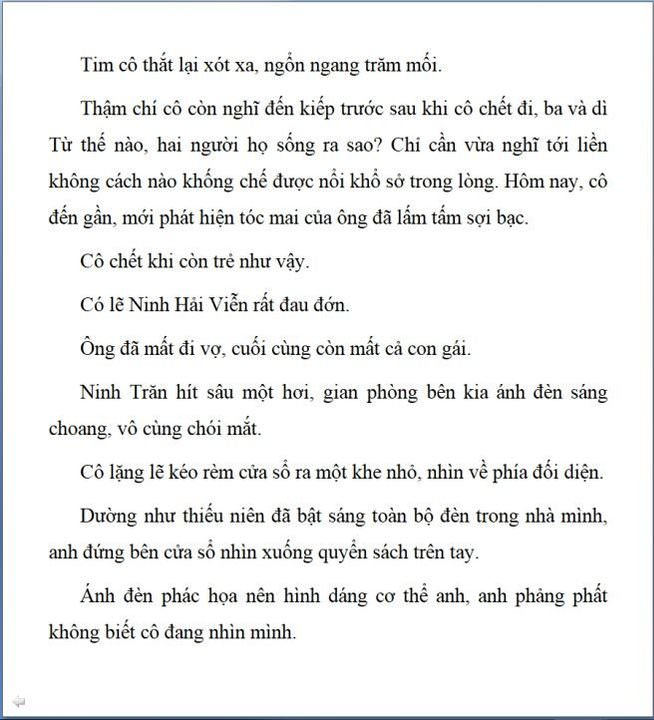 Tim cô thắt lại xót xa, ngổn ngang trăm mối.
Thậm chí cô còn nghĩ đến kiếp trước sau khi cô chết đi, ba và dì
Từ thế nào, hai người họ sống ra sao? Chỉ cần vừa nghĩ tới liền
không cách nào khống chế được nỗi khổ sở trong lòng. Hôm nay, cô
đến gần, mới phát hiện tóc mai của ông đã lấm tấm sợi bạc.
Cô chết khi còn trẻ như vậy.
Có lẽ Ninh Hải Viễn rất đau đớn.
Ông đã mất đi vợ, cuối cùng còn mất cả con gái.
Ninh Trăn hít sâu một hơi, gian phòng bên kia ánh đèn sáng
choang, vô cùng chói mắt.
Cô lặng lẽ kéo rèm cửa sổ ra một khe nhỏ, nhìn về phía đối diện.
Dường như thiếu niên đã bật sáng toàn bộ đèn trong nhà mình,
anh đứng bên cửa sổ nhìn xuống quyển sách trên tay.
Ánh đèn phác họa nên hình dáng cơ thể anh, anh phảng phất
không biết cô đang nhìn mình.